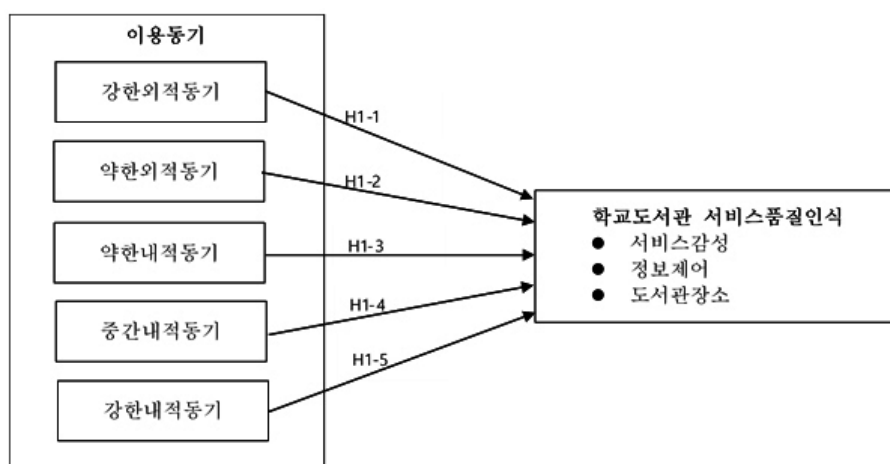 이용동기
강한외적동기
약한외적동기
약한내적동기
중간내적동기
강한내적동기
H1-1
H1-2
H1-3
H1-4
H1-5
학교도서관 서비스품질인식
● 서비스감성
● 정보제어
● 도서관장소